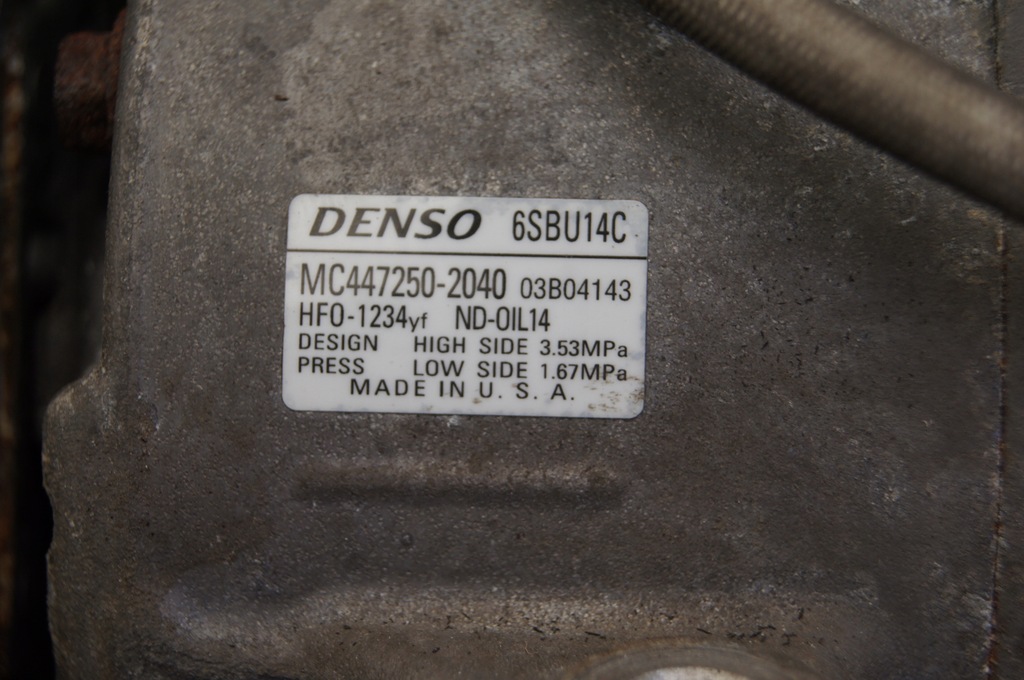 DENSO 6SBU14C
MC447250-2040 03B04143
HFO-1234yf ND-OIL14
DESIGN HIGH SIDE 3.53MPa
PRESS LOW SIDE 1.67MPa
MADE IN U. S. A.